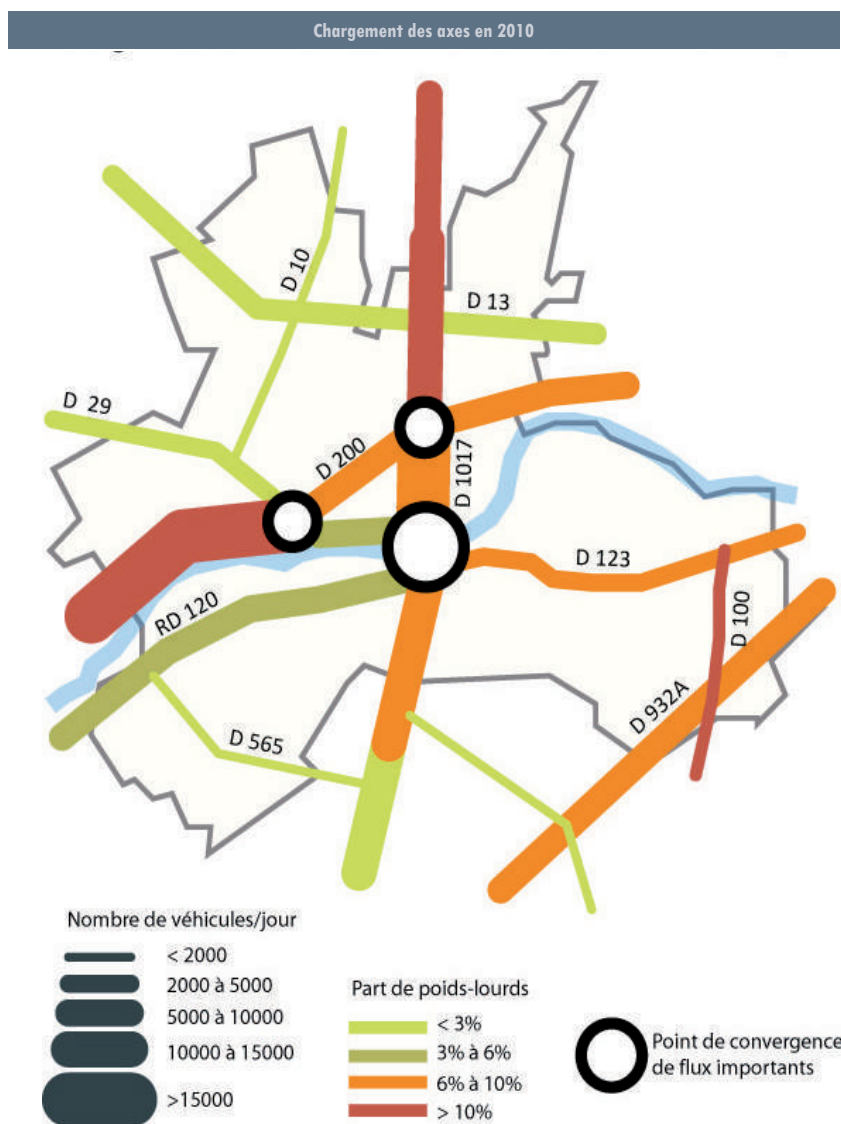 Chargement des axes en 2010
D 10
D 13
D 29
D 200
D 1017
D 123
RD 120
D 100
D 932A
D 565
Nombre de véhicules/jour
< 2000
2000 à 5000
5000 à 10000
10000 à 15000
>15000
Part de poids-lourds
< 3%
3% à 6%
6% à 10%
> 10%
Point de convergence
de flux importants